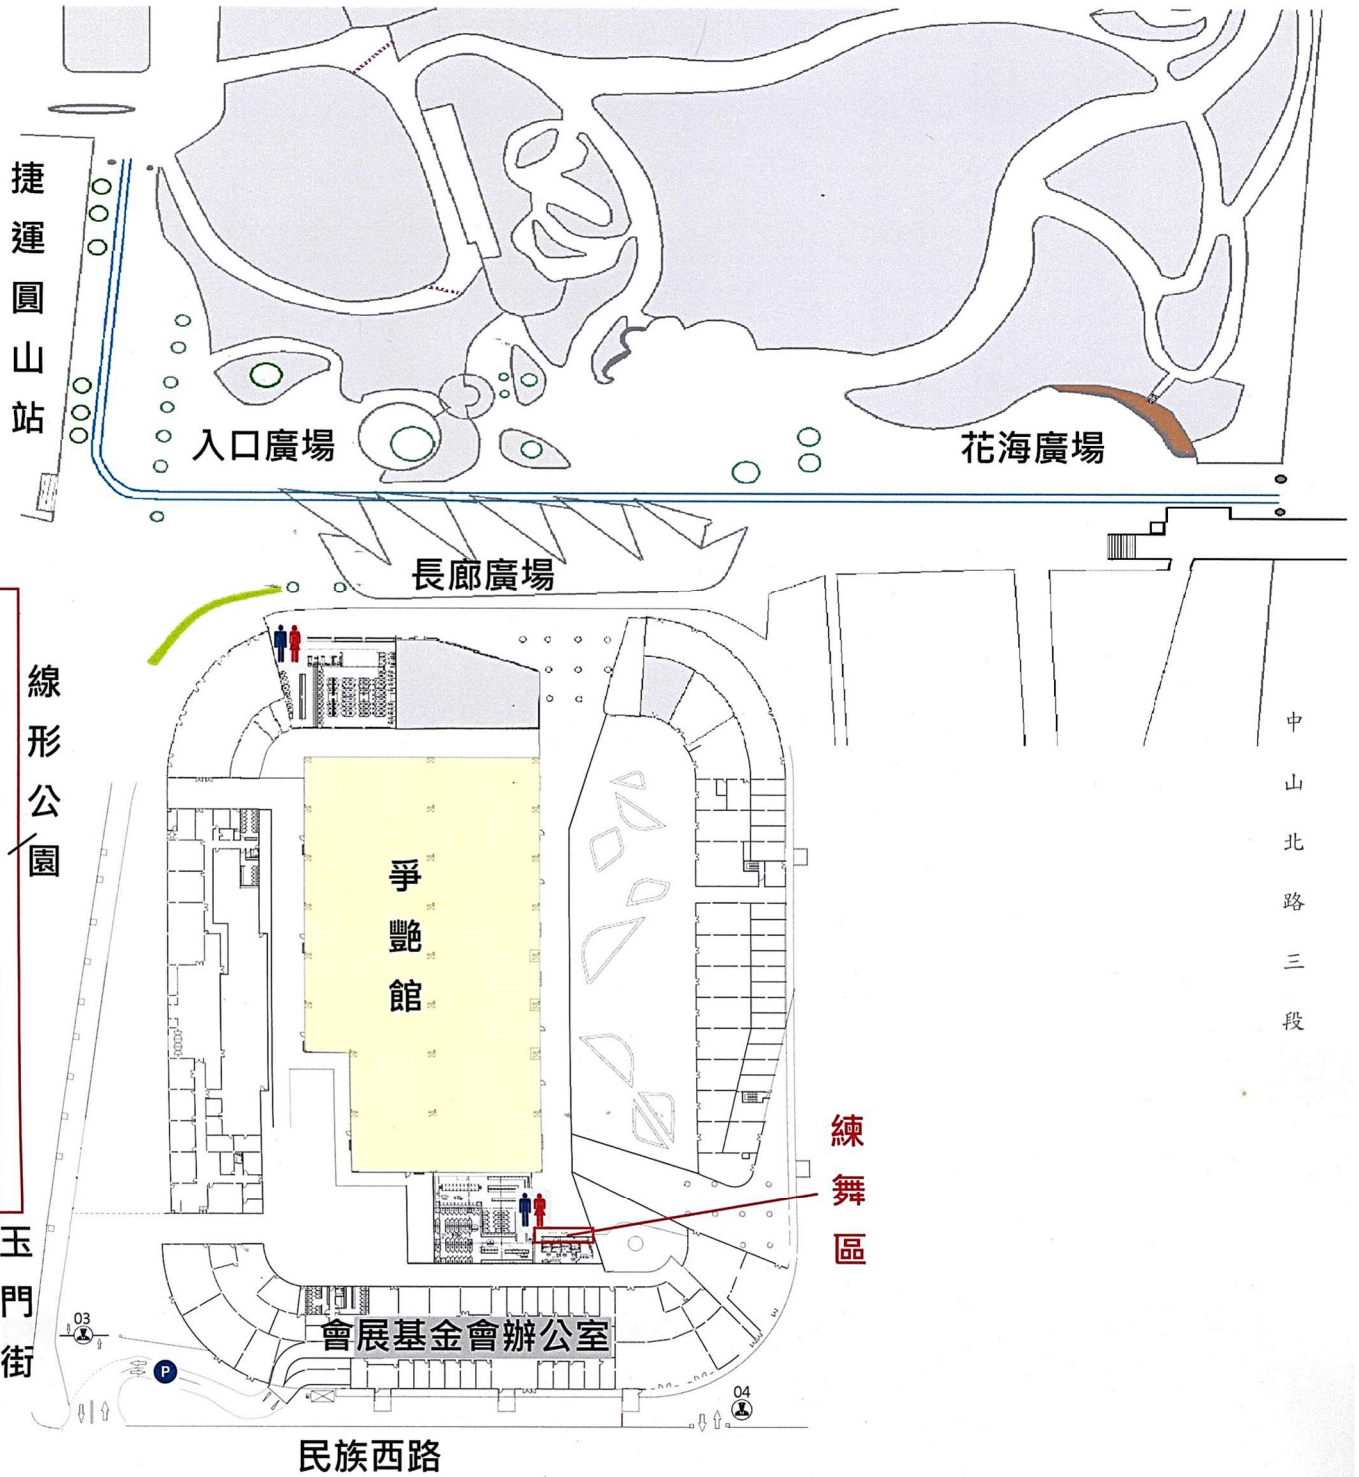 捷運圓山站
入口廣場
花海廣場
長廊廣場
線形公園
爭艷館
中山北路三段
練舞區
玉門街
03
P
會展基金會辦公室
04
民族西路